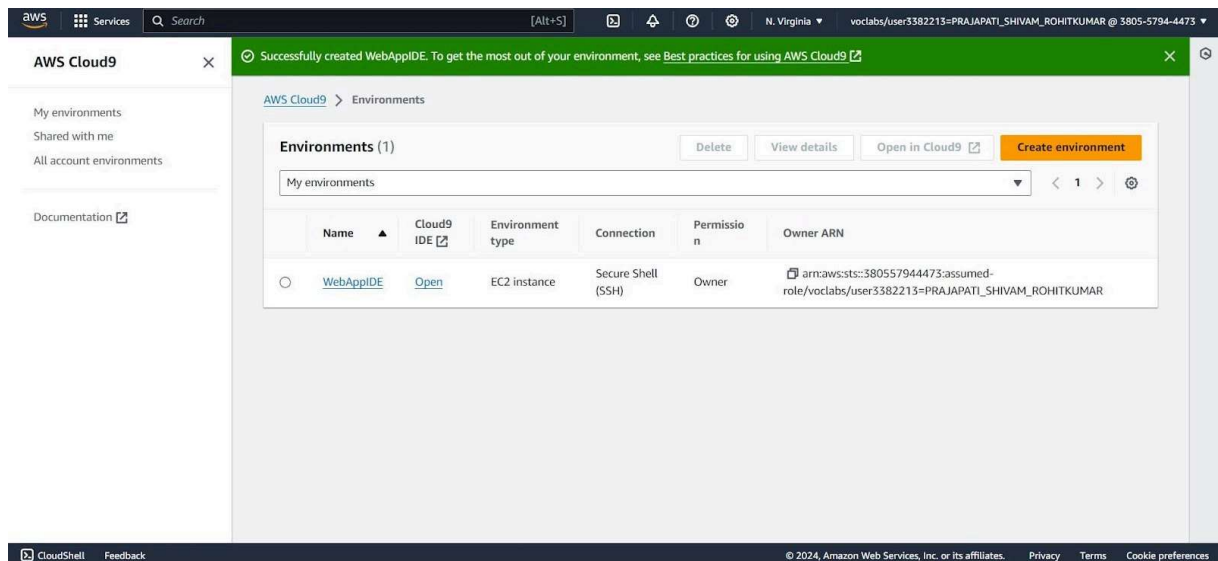 aws Services Search [Alt+S] N. Virginia voclabs/user3382213=PRAJAPATI_SHIVAM_ROHITKUMAR @ 3805-5794-4473
AWS Cloud9
My environments
Shared with me
All account environments
Documentation
Successfully created WebAppIDE. To get the most out of your environment, see Best practices for using AWS Cloud9
AWS Cloud9 > Environments
Environments (1) Delete View details Open in Cloud9 Create environment
My environments 1
Name Cloud9 Environment Connection Permissio Owner ARN
IDE type n
WebAppIDE Open EC2 instance Secure Shell Owner arn:aws:sts::380557944473:assumed-
(SSH) role/voclabs/user3382213=PRAJAPATI_SHIVAM_ROHITKUMAR
CloudShell Feedback © 2024, Amazon Web Services, Inc. or its affiliates. Privacy Terms Cookie preferences